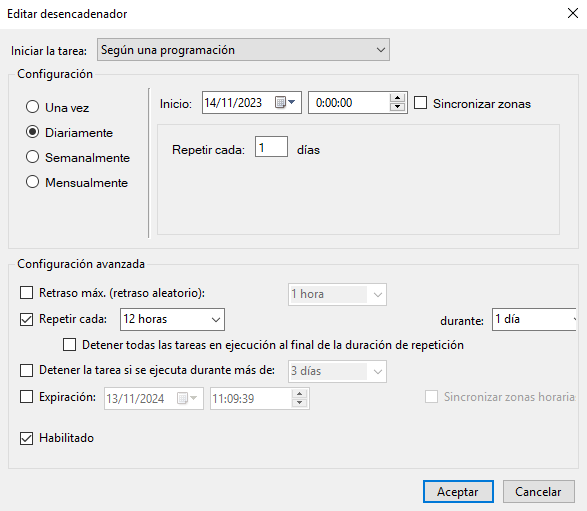 Editar desencadenador
Iniciar la tarea: Según una programación
Configuración
Una vez
Diariamente
Semanalmente
Mensualmente
Inicio: 14/11/2023 0:00:00 Sincronizar zonas
Repetir cada: 1 días
Configuración avanzada
Retraso máx. (retraso aleatorio): 1 hora
Repetir cada: 12 horas durante: 1 día
Detener todas las tareas en ejecución al final de la duración de repetición
Detener la tarea si se ejecuta durante más de: 3 días
Expiración: 13/11/2024 11:09:39 Sincronizar zonas horaria
Habilitado
Aceptar Cancelar